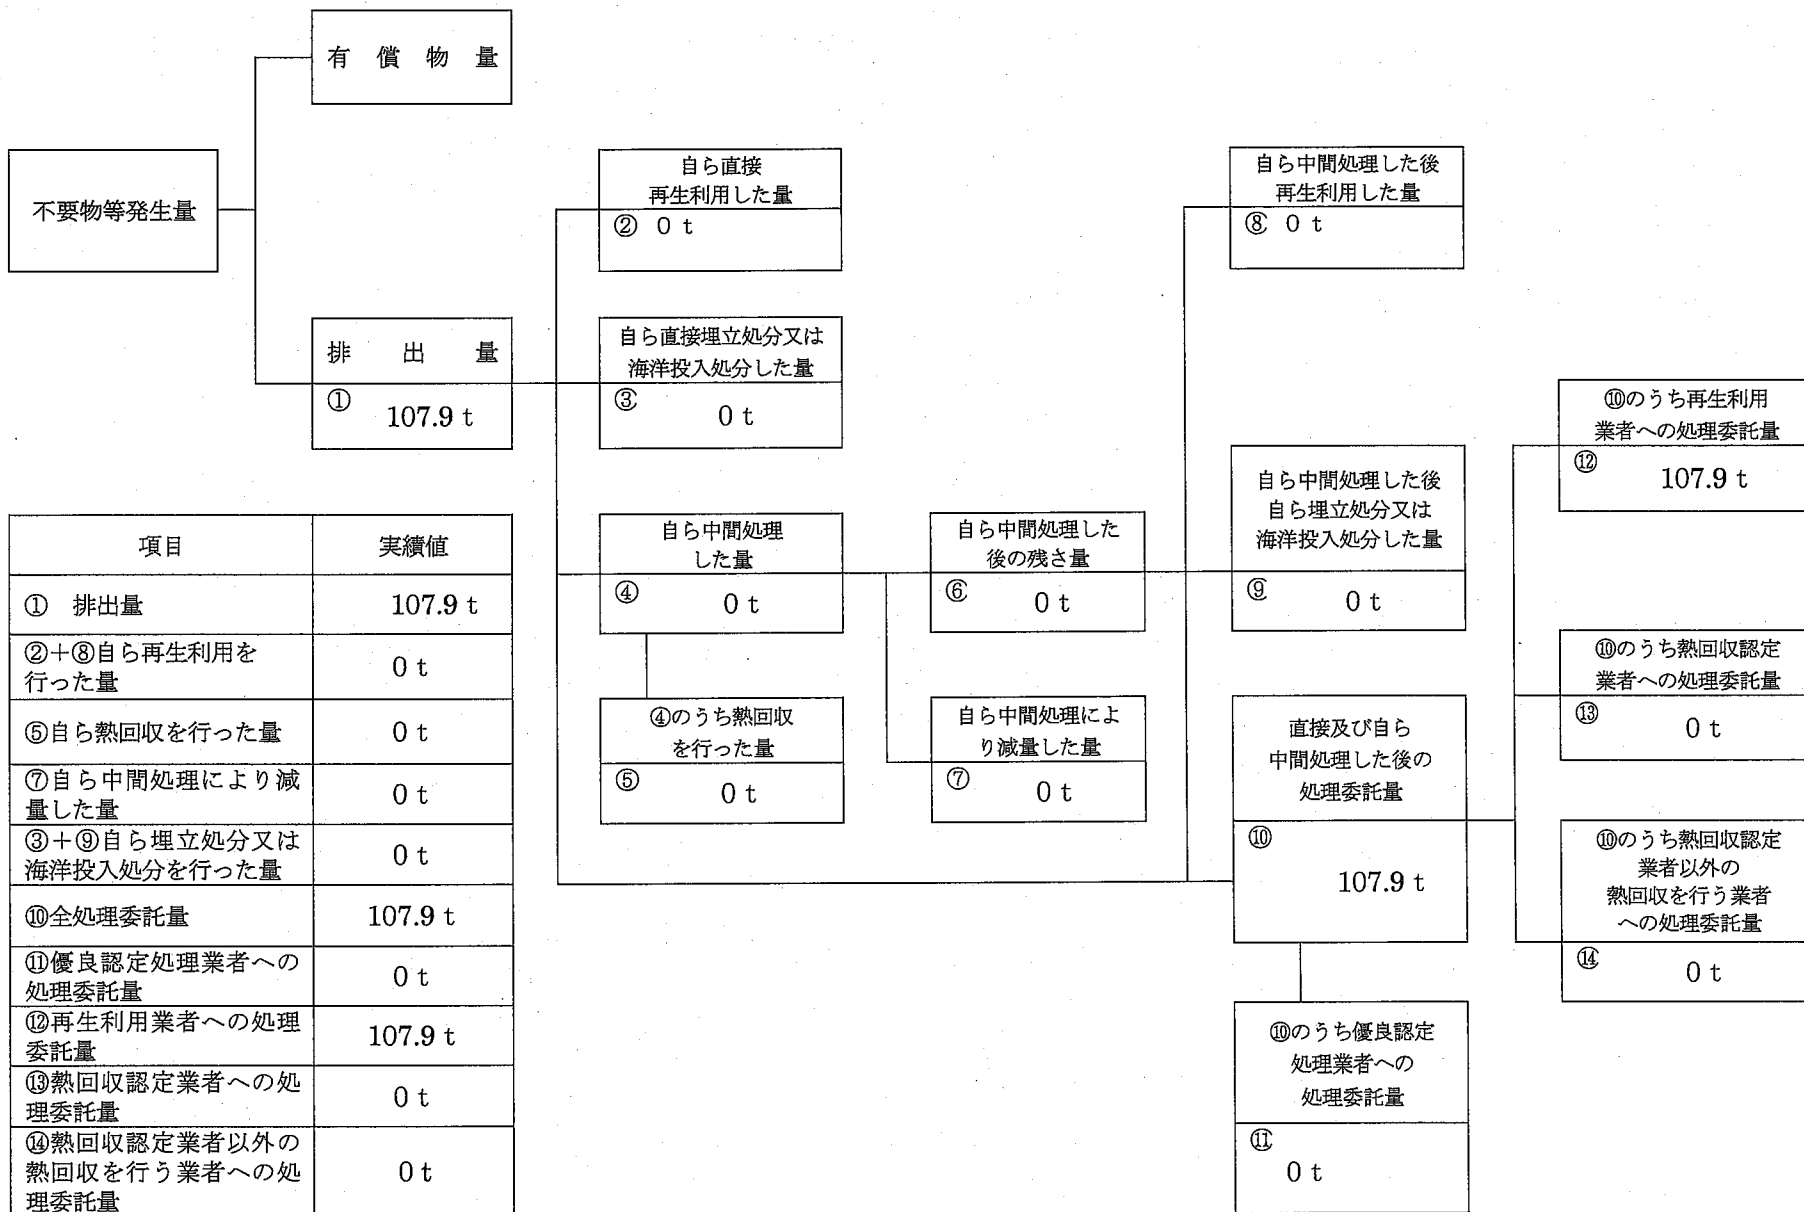 有償物量
不要物等発生量
排出量
①
107.9 t
自ら直接
再生利用した量
② 0 t
自ら直接埋立処分又は
海洋投入処分した量
③
0 t
自ら中間処理
した量
④
0 t
④のうち熱回収
を行った量
⑤
0 t
自ら中間処理した
後の残さ量
⑥
0 t
自ら中間処理によ
り減量した量
⑦
0 t
自ら中間処理した後
再生利用した量
⑧ 0 t
自ら中間処理した後
自ら埋立処分又は
海洋投入処分した量
⑨
0 t
直接及び自ら
中間処理した後の
処理委託量
⑩
107.9 t
⑩のうち優良認定
処理業者への
処理委託量
⑪
0 t
⑩のうち再生利用
業者への処理委託量
⑫
107.9 t
⑩のうち熱回収認定
業者への処理委託量
⑬
0 t
⑩のうち熱回収認定
業者以外の
熱回収を行う業者
への処理委託量
⑭
0 t
項目 実績値
① 排出量 107.9 t
②＋⑧自ら再生利用を
行った量
0 t
⑤自ら熱回収を行った量 0 t
⑦自ら中間処理により減
量した量
0 t
③＋⑨自ら埋立処分又は
海洋投入処分を行った量
0 t
⑩全処理委託量 107.9 t
⑪優良認定処理業者への
処理委託量
0 t
⑫再生利用業者への処理
委託量
107.9 t
⑬熱回収認定業者への処
理委託量
0 t
⑭熱回収認定業者以外の
熱回収を行う業者への処
理委託量
0 t